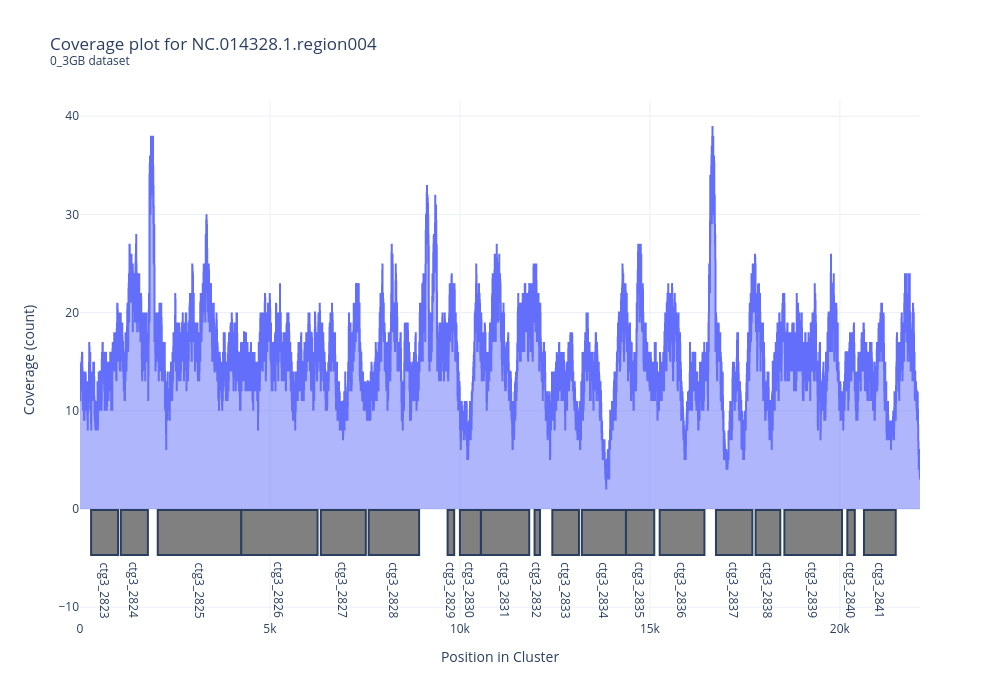 Coverage plot for NC.014328.1.region004
0_3GB dataset
40
30
20
10
0
−10
Coverage (count)
ctg3_2823
ctg3_2824
ctg3_2825
ctg3_2826
ctg3_2827
ctg3_2828
ctg3_2829
ctg3_2830
ctg3_2831
ctg3_2832
ctg3_2833
ctg3_2834
ctg3_2835
ctg3_2836
ctg3_2837
ctg3_2838
ctg3_2839
ctg3_2840
ctg3_2841
0
5k
10k
15k
20k
Position in Cluster